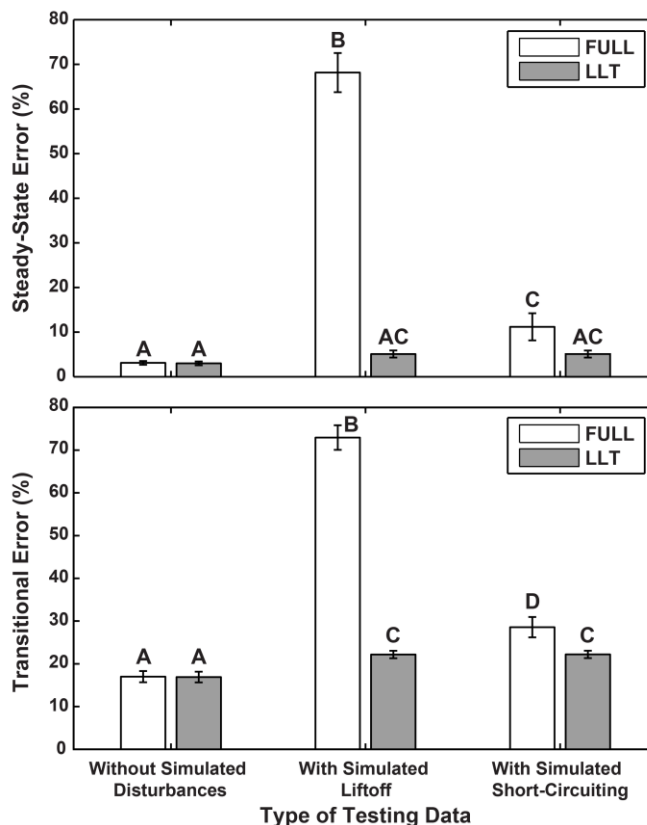 80
70
60
50
40
30
20
10
0
Steady-State Error (%)
FULL
LLT
A
A
B
AC
C
AC
80
70
60
50
40
30
20
10
0
Transitional Error (%)
FULL
LLT
A
A
B
C
D
C
Without Simulated
Disturbances
With Simulated
Liftoff
With Simulated
Short-Circuiting
Type of Testing Data